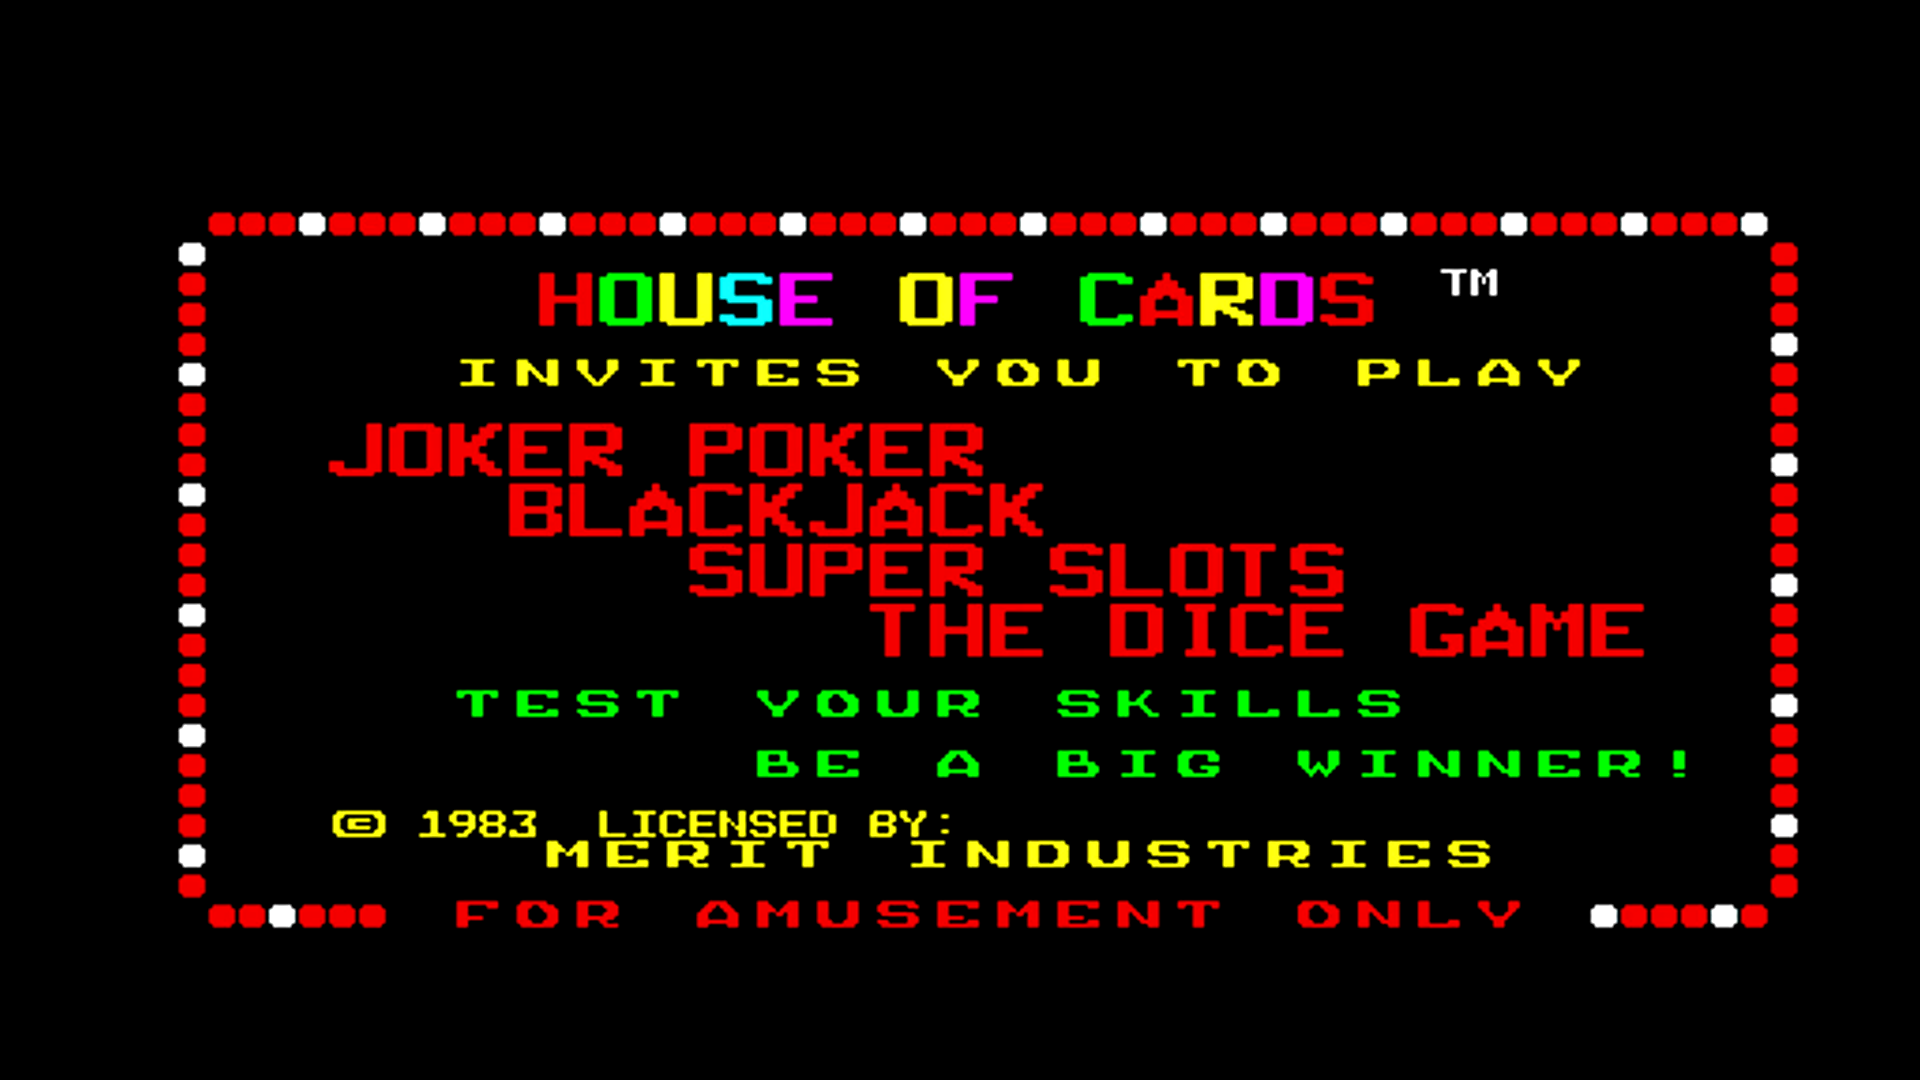 HOUSE OF CARDS ™
INVITES YOU TO PLAY
JOKER POKER
BLACKJACK
SUPER SLOTS
THE DICE GAME
TEST YOUR SKILLS
BE A BIG WINNER!
© 1983 LICENSED BY:
MERIT INDUSTRIES
FOR AMUSEMENT ONLY